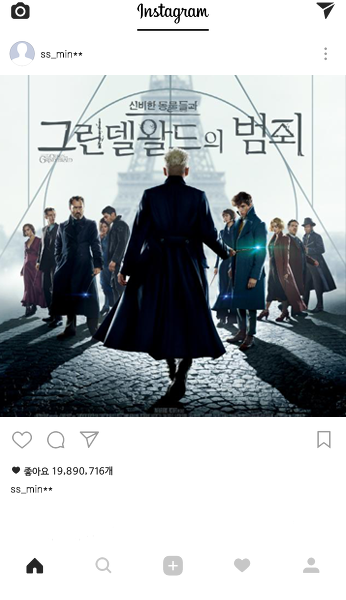 Instagram
ss_min**
신비한 동물들과
그린델왈드의 범죄
좋아요 19,890,716개
ss_min**